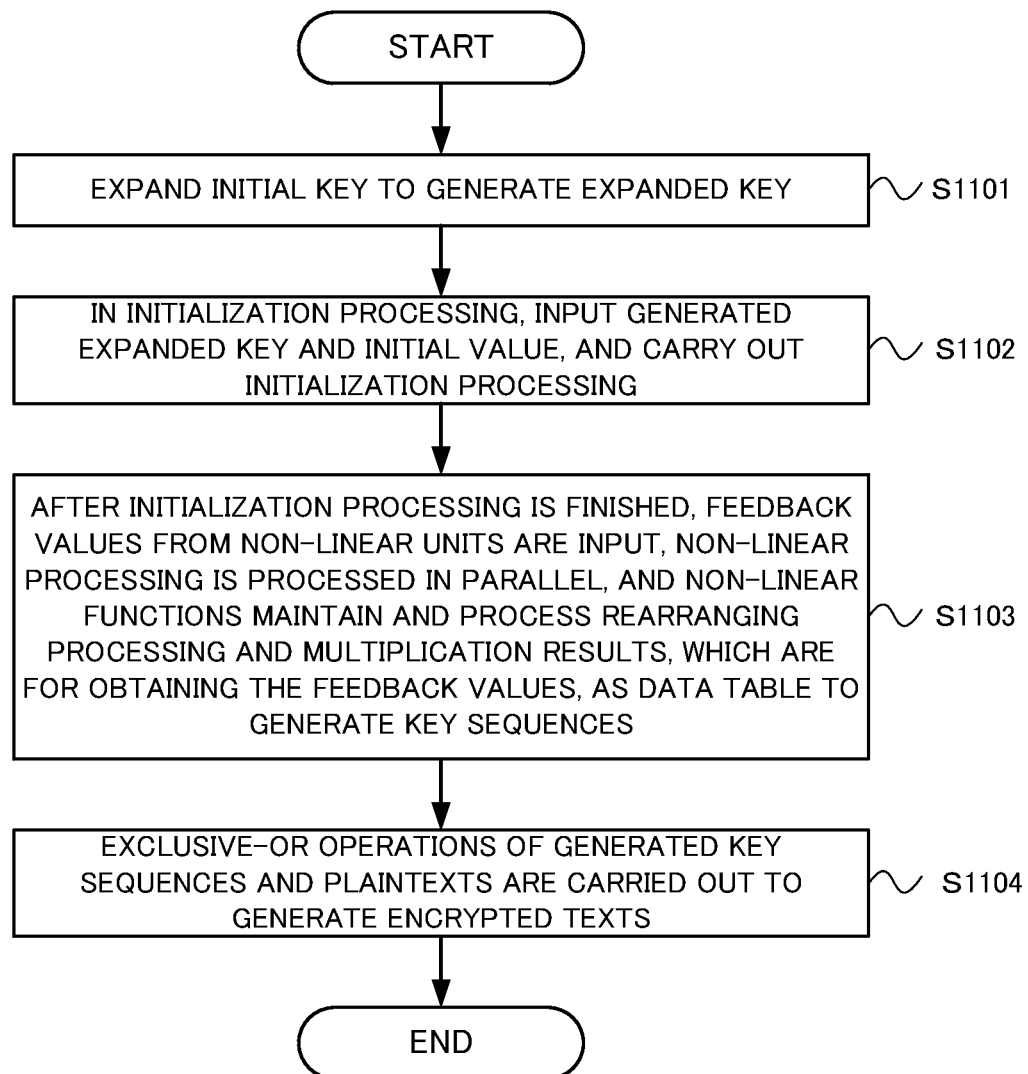 START
EXPAND INITIAL KEY TO GENERATE EXPANDED KEY
S1101
IN INITIALIZATION PROCESSING, INPUT GENERATED
EXPANDED KEY AND INITIAL VALUE, AND CARRY OUT
INITIALIZATION PROCESSING
S1102
AFTER INITIALIZATION PROCESSING IS FINISHED, FEEDBACK
VALUES FROM NON-LINEAR UNITS ARE INPUT, NON-LINEAR
PROCESSING IS PROCESSED IN PARALLEL, AND NON-LINEAR
FUNCTIONS MAINTAIN AND PROCESS REARRANGING
PROCESSING AND MULTIPLICATION RESULTS, WHICH ARE
FOR OBTAINING THE FEEDBACK VALUES, AS DATA TABLE TO
GENERATE KEY SEQUENCES
S1103
EXCLUSIVE-OR OPERATIONS OF GENERATED KEY
SEQUENCES AND PLAINTEXTS ARE CARRIED OUT TO
GENERATE ENCRYPTED TEXTS
S1104
END